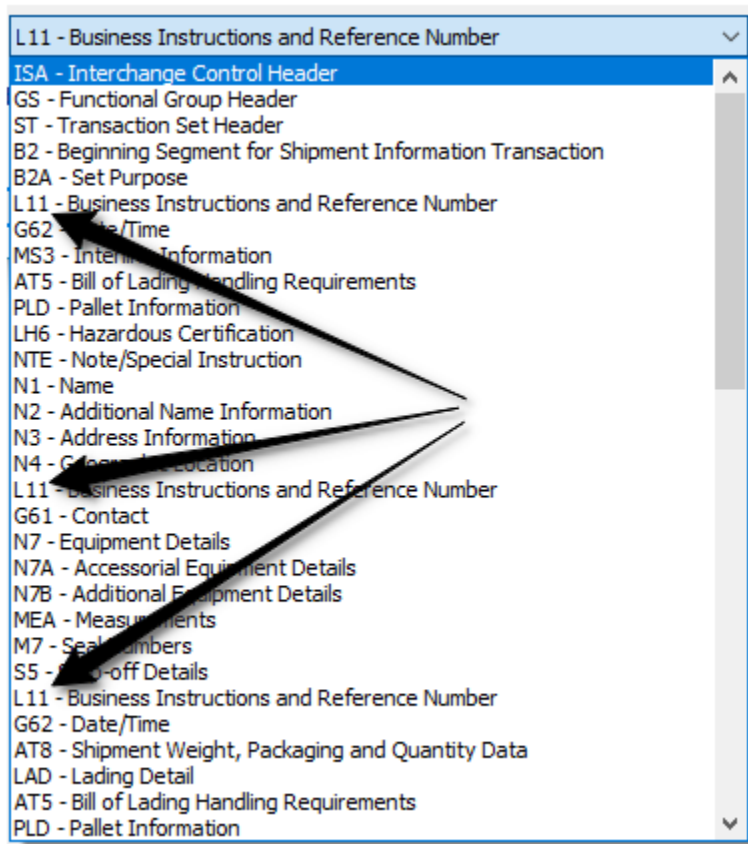 L11 - Business Instructions and Reference Number
ISA - Interchange Control Header
GS - Functional Group Header
ST - Transaction Set Header
B2 - Beginning Segment for Shipment Information Transaction
B2A - Set Purpose
L11 - Business Instructions and Reference Number
G62 - Date/Time
MS3 - Interline Information
AT5 - Bill of Lading Handling Requirements
PLD - Pallet Information
LH6 - Hazardous Certification
NTE - Note/Special Instruction
N1 - Name
N2 - Additional Name Information
N3 - Address Information
N4 - Geographic Location
L11 - Business Instructions and Reference Number
G61 - Contact
N7 - Equipment Details
N7A - Accessorial Equipment Details
N7B - Additional Equipment Details
MEA - Measurements
M7 - Seal Numbers
S5 - Stop-off Details
L11 - Business Instructions and Reference Number
G62 - Date/Time
AT8 - Shipment Weight, Packaging and Quantity Data
LAD - Lading Detail
AT5 - Bill of Lading Handling Requirements
PLD - Pallet Information